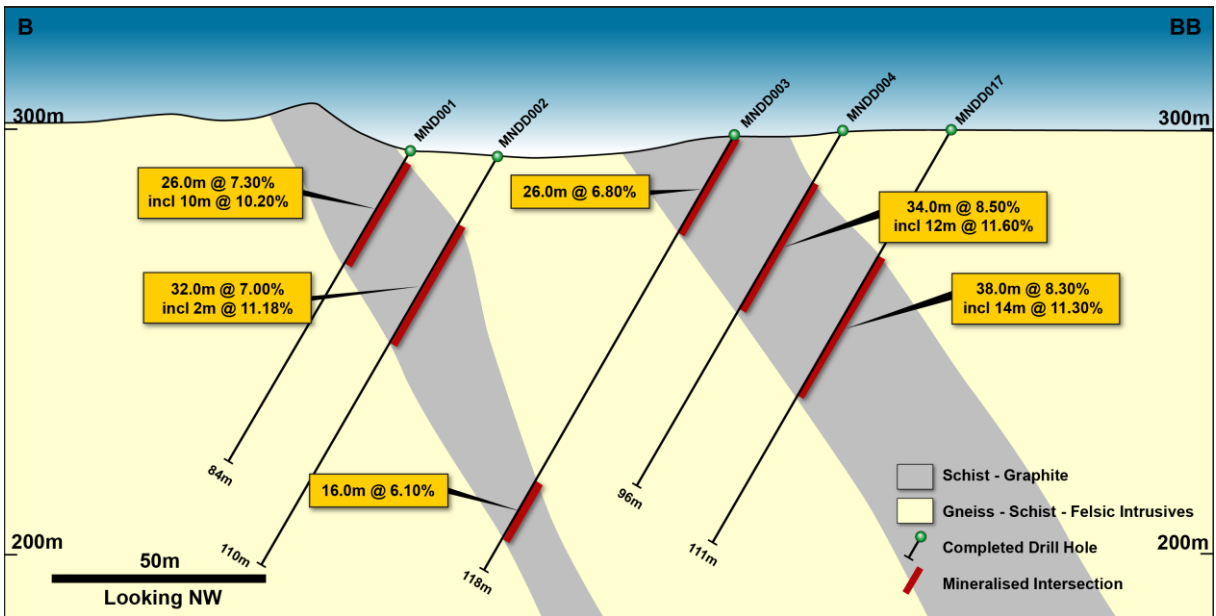 B
BB
300m
300m
MND001
MNDD002
MNDD003
MNDD004
MNDD017
26.0m @ 7.30%
incl 10m @ 10.20%
26.0m @ 6.80%
34.0m @ 8.50%
incl 12m @ 11.60%
32.0m @ 7.00%
incl 2m @ 11.18%
38.0m @ 8.30%
incl 14m @ 11.30%
84m
16.0m @ 6.10%
96m
110m
118m
111m
Schist - Graphite
Gneiss - Schist - Felsic Intrusives
Completed Drill Hole
Mineralised Intersection
200m
200m
50m
Looking NW